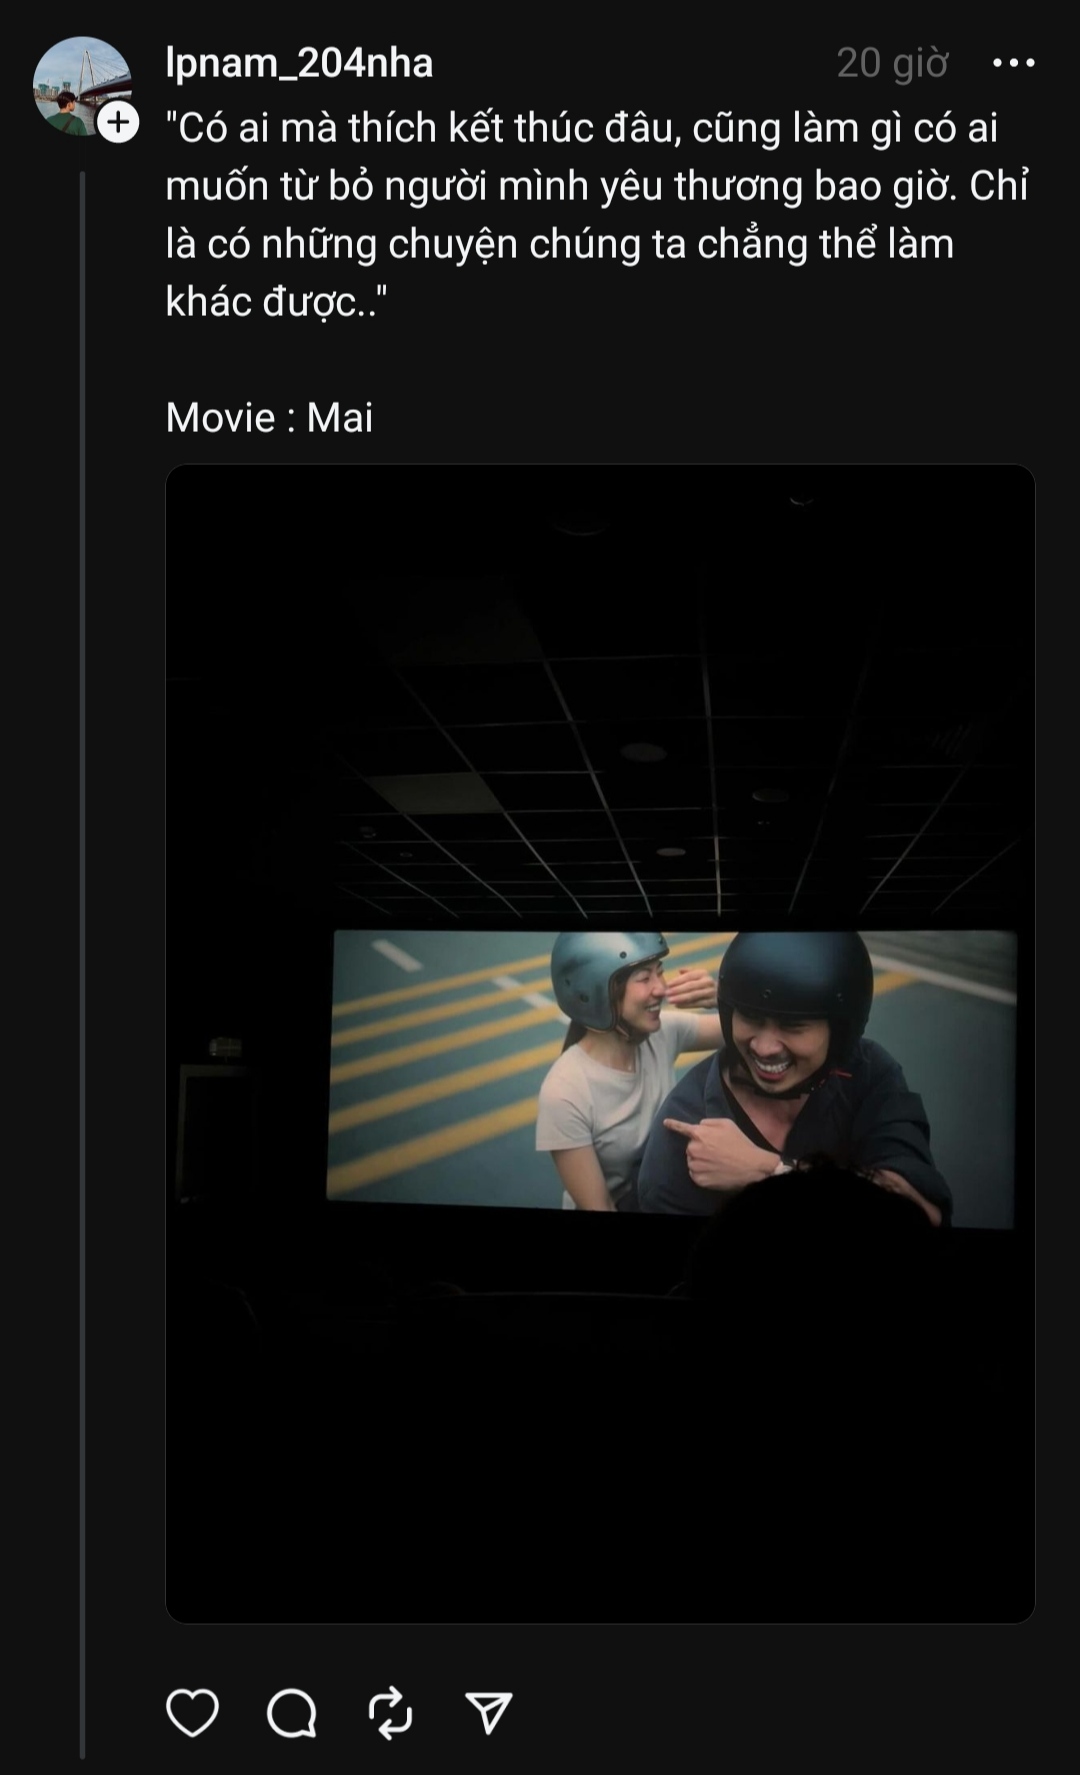 lpnam_204nha
20 giờ
"Có ai mà thích kết thúc đâu, cũng làm gì có ai
muốn từ bỏ người mình yêu thương bao giờ. Chỉ
là có những chuyện chúng ta chẳng thể làm
khác được.."
Movie : Mai